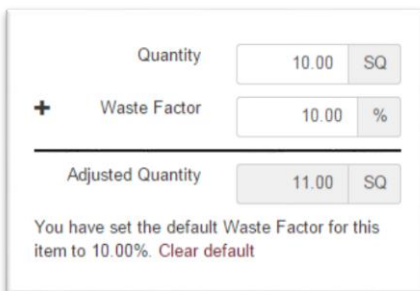 Quantity 10.00 SQ
+ Waste Factor 10.00 %
Adjusted Quantity 11.00 SQ
You have set the default Waste Factor for this
item to 10.00%. Clear default